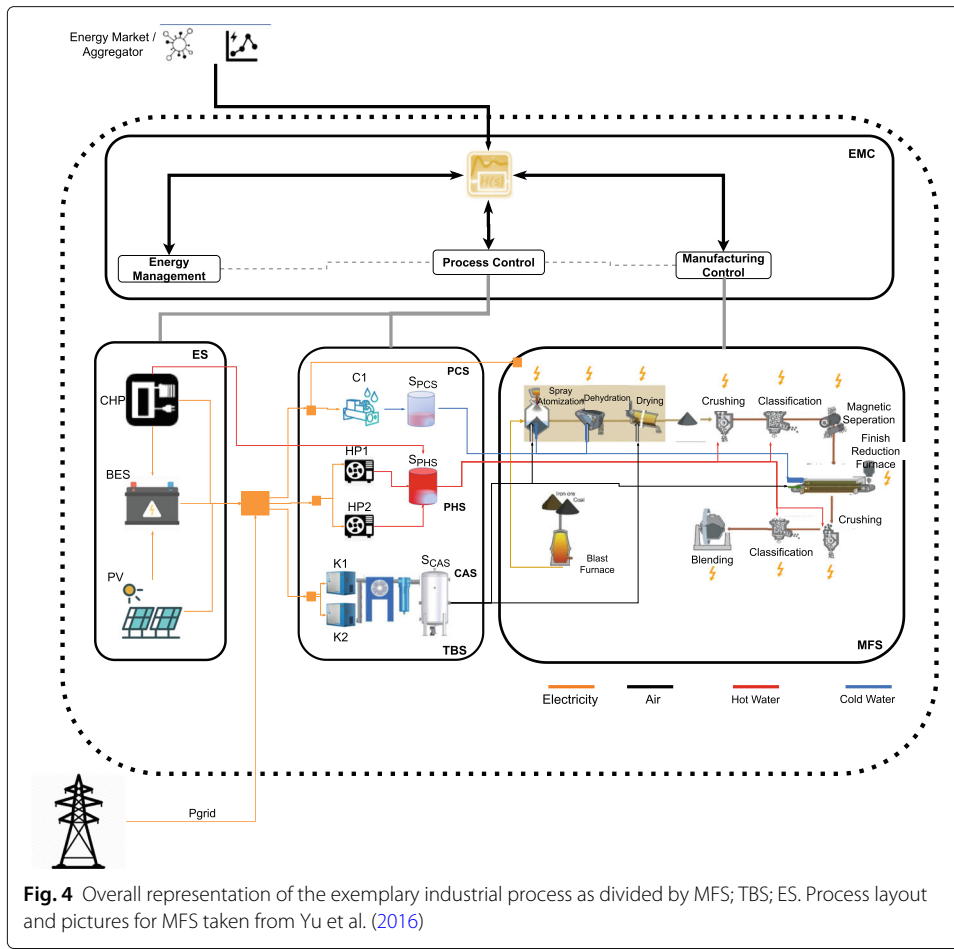 Energy Market /
Aggregator
EMC
H(s)
Energy
Management
Process Control
Manufacturing
Control
ES
CHP
BES
PV
PCS
C1
SPCS
HP1
SPHS
PHS
HP2
K1
SCAS
CAS
K2
TBS
Spray
Atomization
Dehydration
Drying
Crushing
Classification
Magnetic
Seperation
Finish
Reduction
Furnace
Iron ore
Coal
Blast
Furnace
Crushing
Classification
Blending
MFS
Electricity
Air
Hot Water
Cold Water
Pgrid
Fig. 4 Overall representation of the exemplary industrial process as divided by MFS; TBS; ES. Process layout
and pictures for MFS taken from Yu et al. (2016)